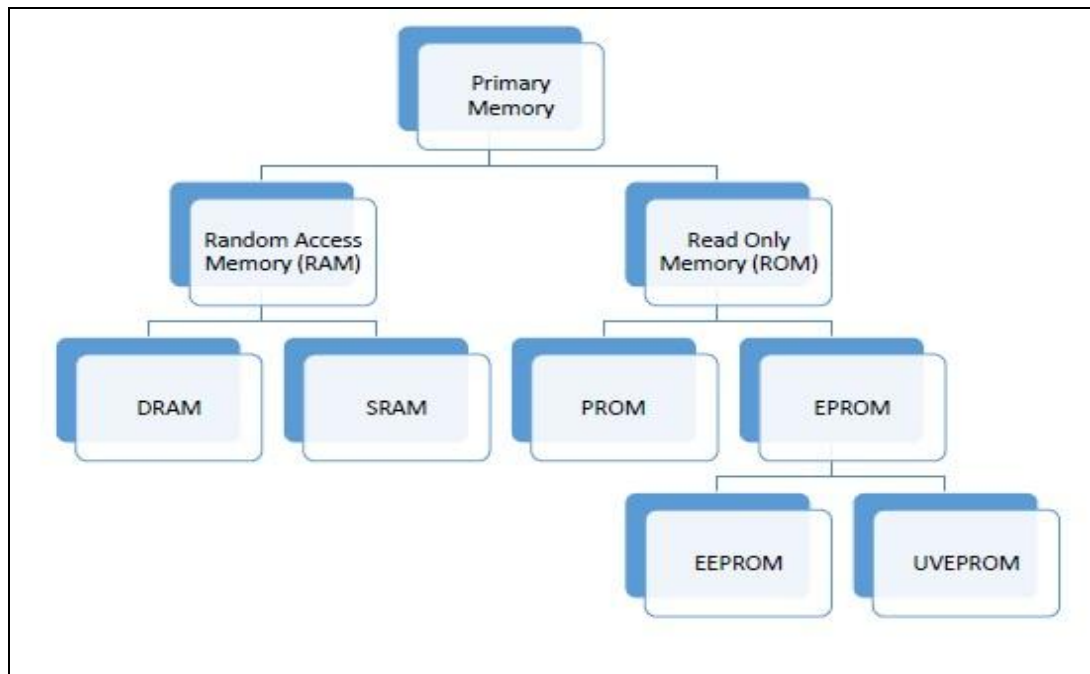 Primary
Memory
Random Access
Memory (RAM)
Read Only
Memory (ROM)
DRAM
SRAM
PROM
EPROM
EEPROM
UVEPROM